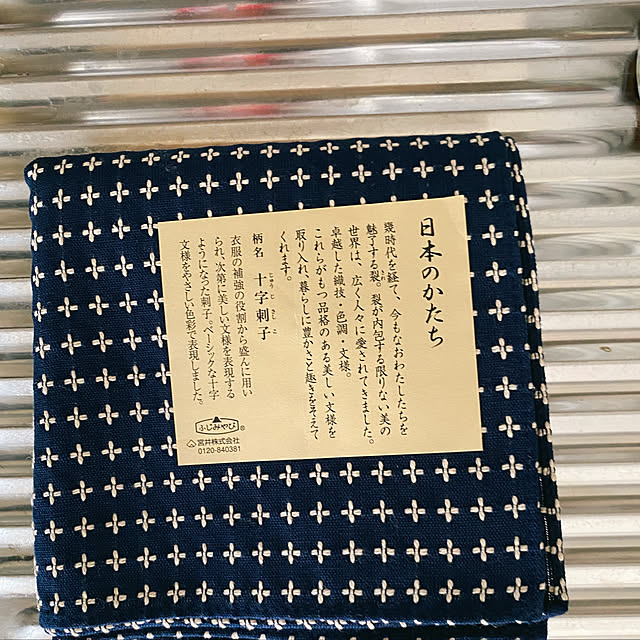 日本のかたち
幾時代を経て、今もなおわたしたちを
魅了する裂。裂が内包する限りない美の
世界は、広く人々に愛されてきました。
卓越した織技・色調・文様。
これらがもつ品格のある美しい文様を
取り入れ、暮らしに豊かさと趣きを添えて
くれます。
柄名 十字刺子
じゅうじさしこ
衣服の補強の役割から盛んに用い
られ、次第に美しい文様を表現する
ようになった刺子。ベーシックな十字
文様をやさしい色彩で表現しました。
ふじみやび®
宮井株式会社
0120-840381